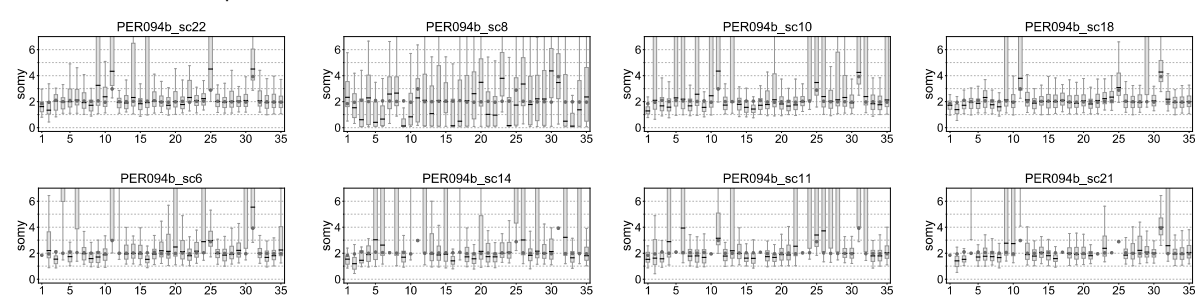 PER094b_sc22 PER094b_sc8 PER094b_sc10 PER094b_sc18
somy 6 4 2 0 somy 6 4 2 0 somy 6 4 2 0 somy 6 4 2 0
1 5 10 15 20 25 30 35 1 5 10 15 20 25 30 35 1 5 10 15 20 25 30 35 1 5 10 15 20 25 30 35
PER094b_sc6 PER094b_sc14 PER094b_sc11 PER094b_sc21
somy 6 4 2 0 somy 6 4 2 0 somy 6 4 2 0 somy 6 4 2 0
1 5 10 15 20 25 30 35 1 5 10 15 20 25 30 35 1 5 10 15 20 25 30 35 1 5 10 15 20 25 30 35